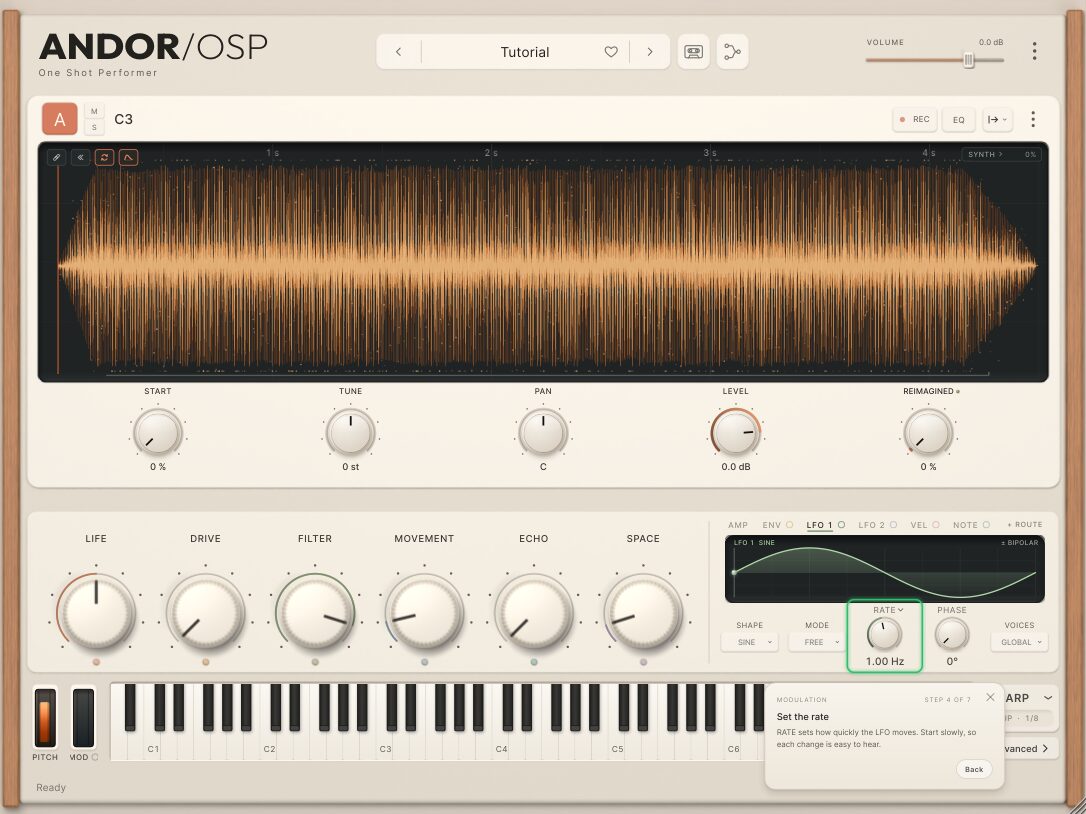 ANDOR/OSP
One Shot Performer
Tutorial
VOLUME 0.0 dB
A
M
S
C3
REC
EQ
1 s 2 s 3 s 4 s
SYNTH > 0%
START TUNE PAN LEVEL REIMAGINED
0 % 0 st C 0.0 dB 0 %
LIFE DRIVE FILTER MOVEMENT ECHO SPACE
AMP ENV LFO 1 LFO 2 VEL NOTE + ROUTE
LFO 1 SINE ± BIPOLAR
RATE PHASE
SHAPE MODE VOICES
SINE FREE GLOBAL
1.00 Hz 0°
C1 C2 C3 C4 C5 C6
PITCH MOD
MODULATION STEP 4 OF 7
Set the rate
RATE sets how quickly the LFO moves. Start slowly, so
each change is easy to hear.
Back
ARP
· 1/8
Ready